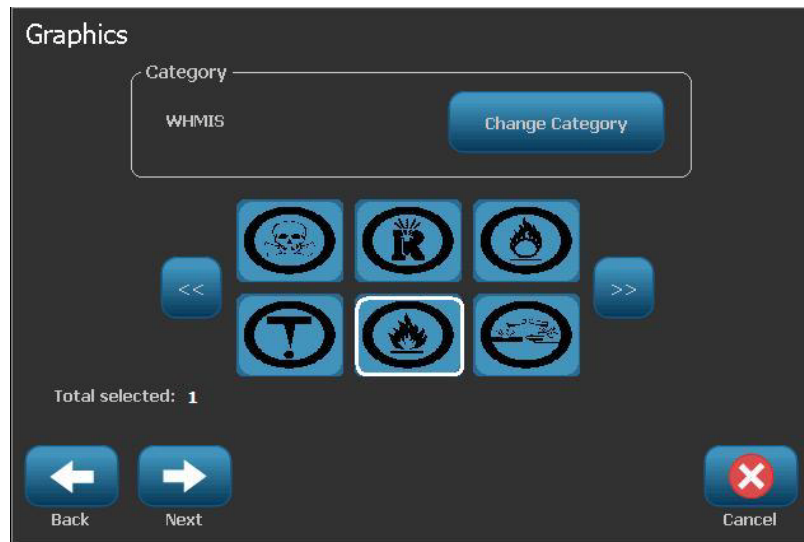 Graphics
Category
WHMIS
Change Category
<<
>>
Total selected: 1
Back
Next
Cancel